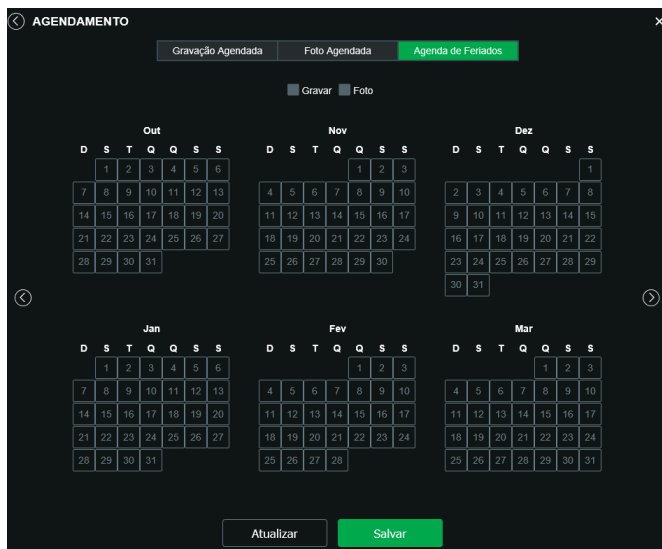 AGENDAMENTO
Gravação Agendada Foto Agendada Agenda de Feriados
Gravar Foto
Out Nov Dez
D S T Q Q S S D S T Q Q S S D S T Q Q S S
1 2 3 4 5 6 1 2 3 1
7 8 9 10 11 12 13 4 5 6 7 8 9 10 2 3 4 5 6 7 8
14 15 16 17 18 19 20 11 12 13 14 15 16 17 9 10 11 12 13 14 15
21 22 23 24 25 26 27 18 19 20 21 22 23 24 16 17 18 19 20 21 22
28 29 30 31 25 26 27 28 29 30 23 24 25 26 27 28 29
30 31
Jan Fev Mar
D S T Q Q S S D S T Q Q S S D S T Q Q S S
1 2 3 4 5 6 1 2 3 1 2 3
7 8 9 10 11 12 13 4 5 6 7 8 9 10 4 5 6 7 8 9 10
14 15 16 17 18 19 20 11 12 13 14 15 16 17 11 12 13 14 15 16 17
21 22 23 24 25 26 27 18 19 20 21 22 23 24 18 19 20 21 22 23 24
28 29 30 31 25 26 27 28 25 26 27 28 29 30 31
Atualizar Salvar